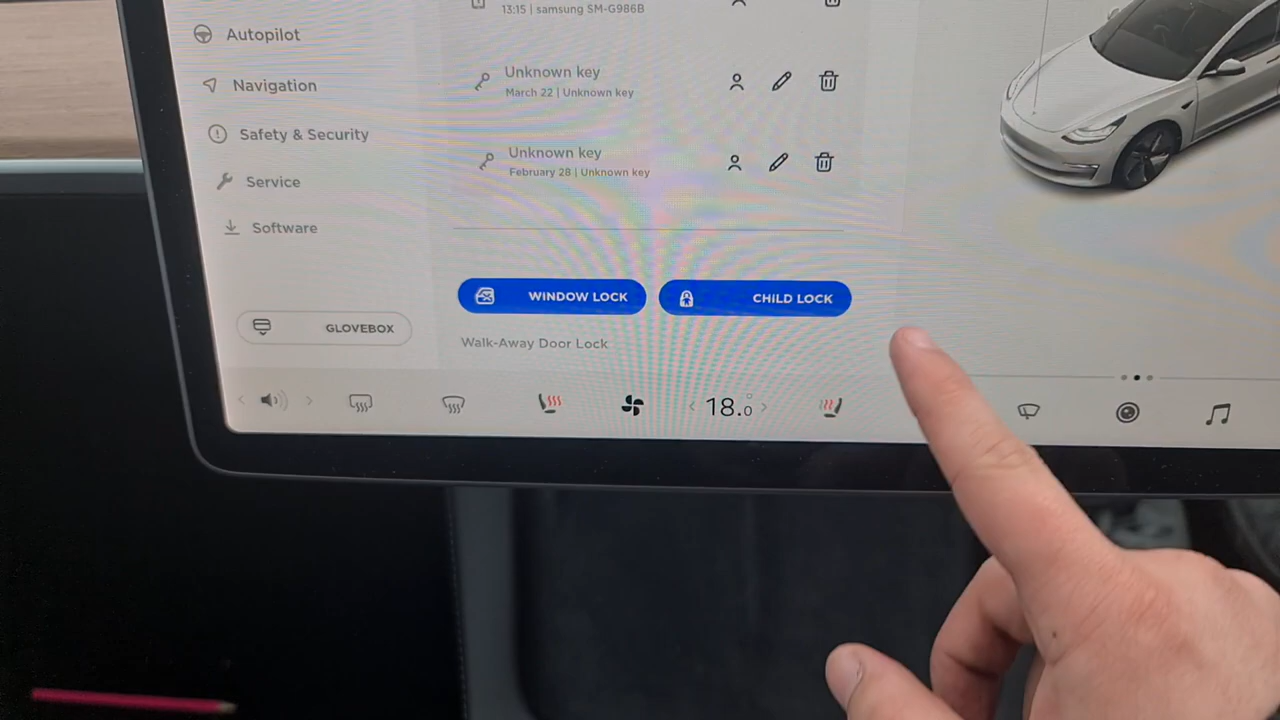 13:15 | samsung SM-G986B
Autopilot
Unknown key
March 22 | Unknown key
Navigation
Safety & Security
Unknown key
February 28 | Unknown key
Service
Software
WINDOW LOCK
CHILD LOCK
GLOVEBOX
Walk-Away Door Lock
18.0°